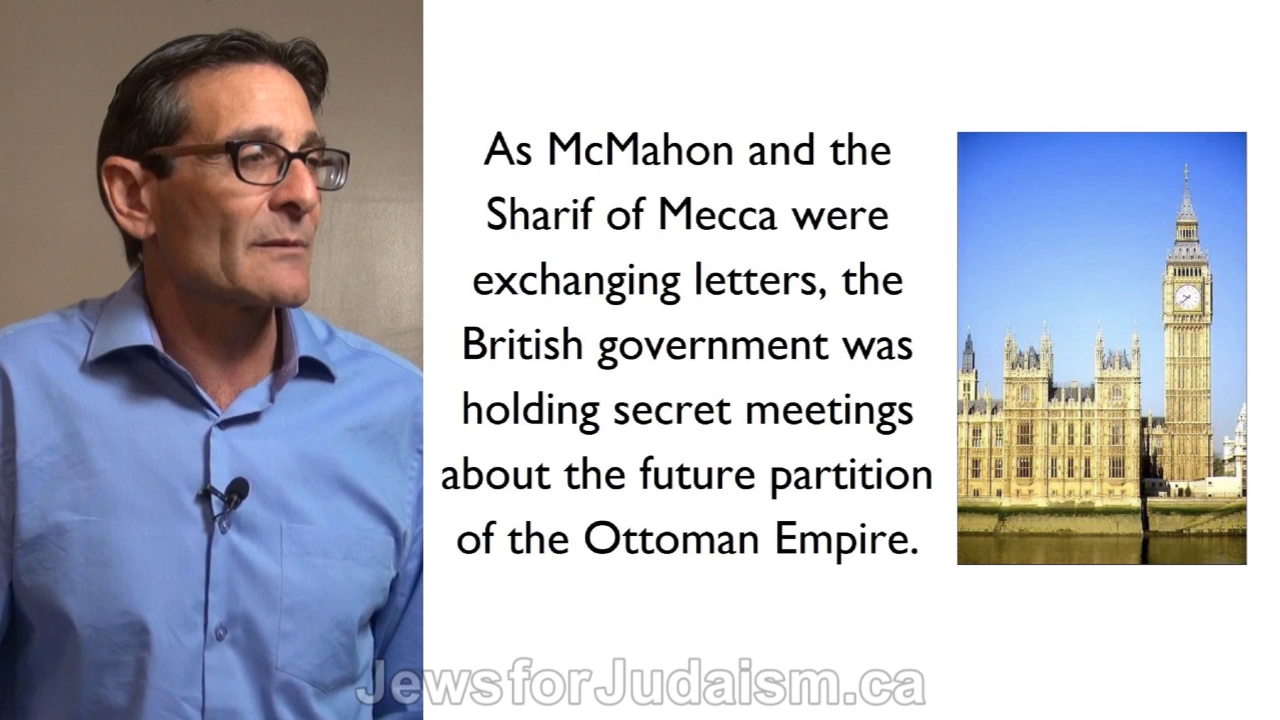 As McMahon and the
Sharif of Mecca were
exchanging letters, the
British government was
holding secret meetings
about the future partition
of the Ottoman Empire.
JewsforJudaism.ca